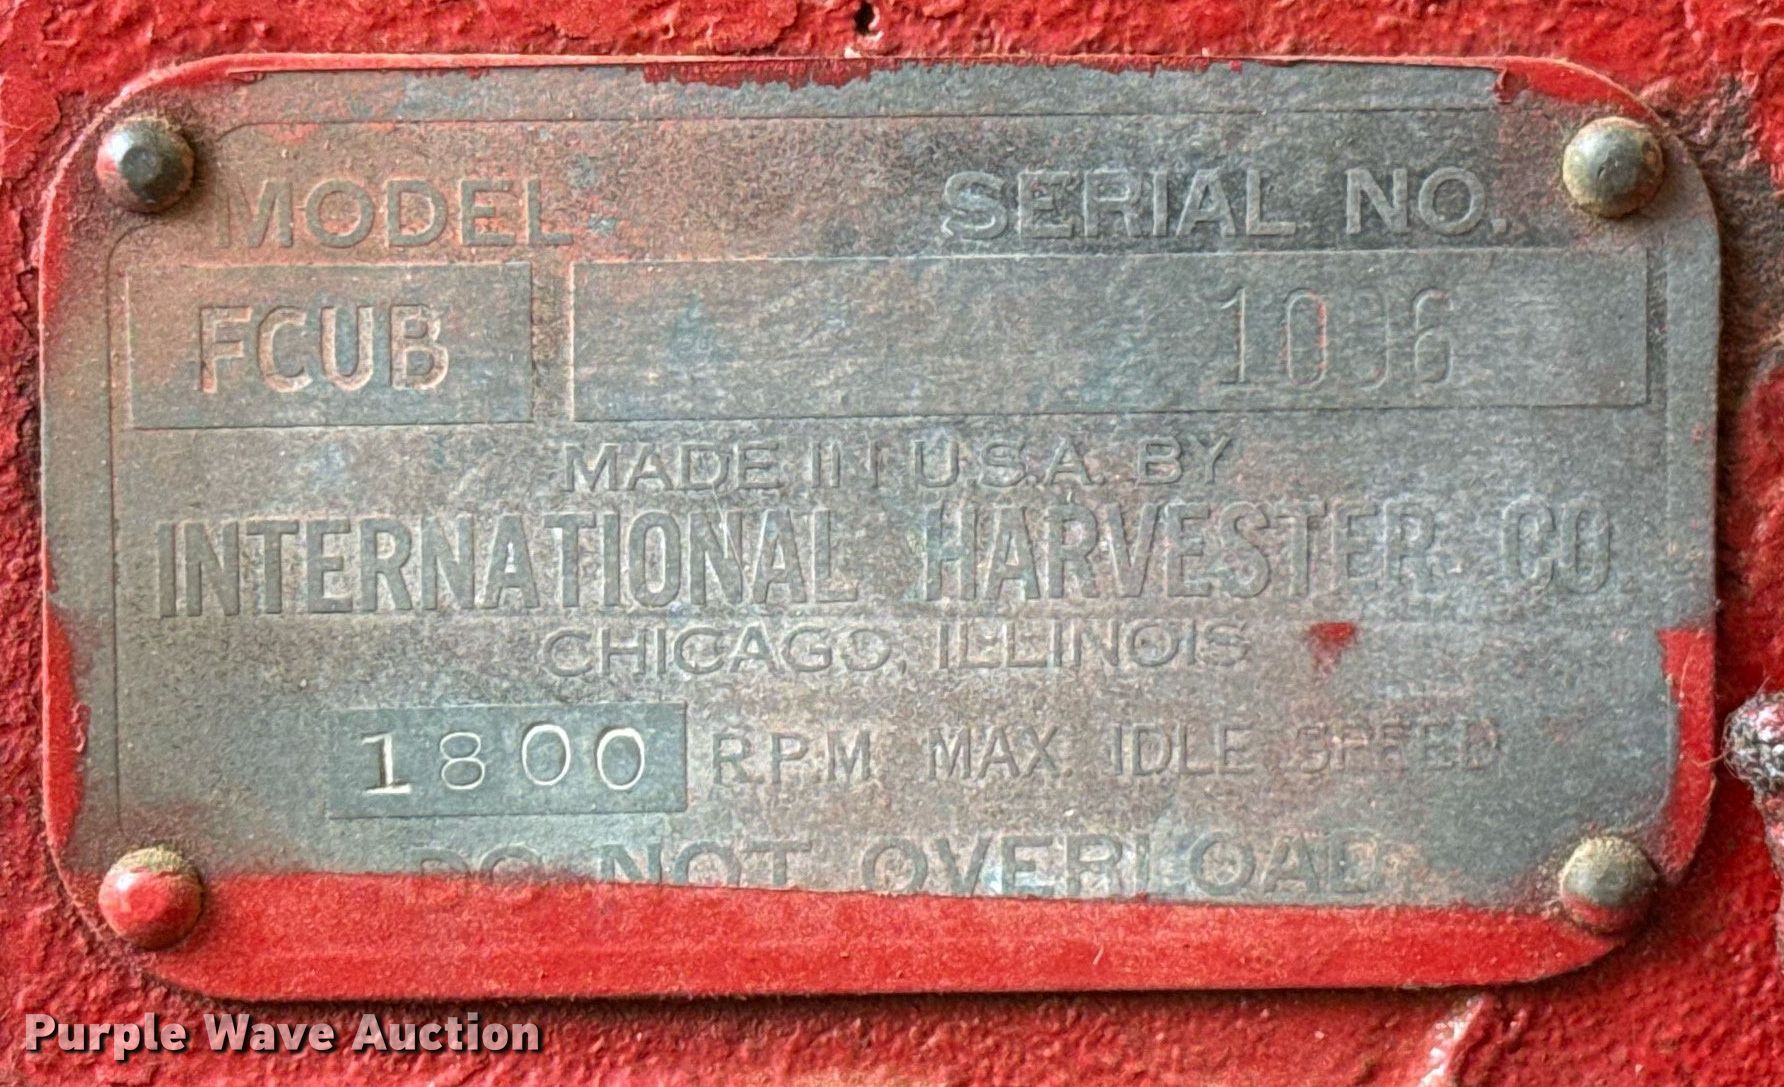 MODEL SERIAL NO.
FCUB 1006
MADE IN U.S.A. BY
INTERNATIONAL HARVESTER CO
CHICAGO, ILLINOIS
1800 R.P.M. MAX. IDLE SPEED
DO NOT OVERLOAD
Purple Wave Auction